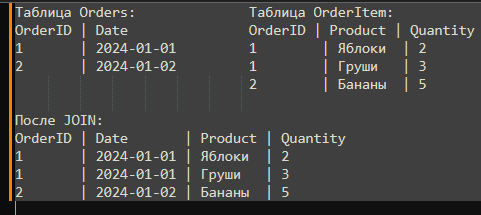 Таблица Orders:              Таблица OrderItem:
OrderID | Date               OrderID | Product | Quantity
1       | 2024-01-01         1        | Яблоки  | 2
2       | 2024-01-02         1        | Груши   | 3
                             2        | Бананы  | 5
После JOIN:
OrderID | Date       | Product | Quantity
1       | 2024-01-01 | Яблоки  | 2
1       | 2024-01-01 | Груши   | 3
2       | 2024-01-02 | Бананы  | 5